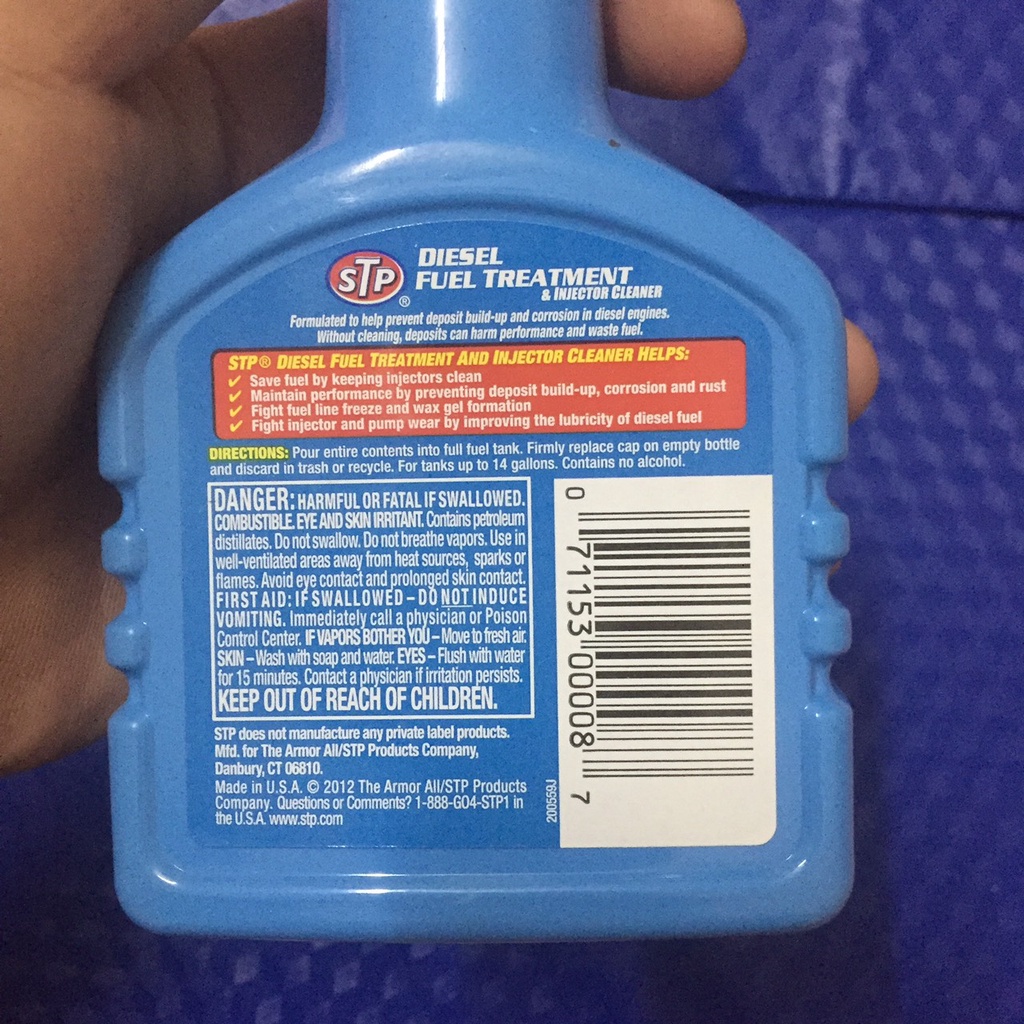 STP®
DIESEL
FUEL TREATMENT
& INJECTOR CLEANER
Formulated to help prevent deposit build-up and corrosion in diesel engines.
Without cleaning, deposits can harm performance and waste fuel.
STP® DIESEL FUEL TREATMENT AND INJECTOR CLEANER HELPS:
✓ Save fuel by keeping injectors clean
✓ Maintain performance by preventing deposit build-up, corrosion and rust
✓ Fight fuel line freeze and wax gel formation
✓ Fight injector and pump wear by improving the lubricity of diesel fuel
DIRECTIONS: Pour entire contents into full fuel tank. Firmly replace cap on empty bottle
and discard in trash or recycle. For tanks up to 14 gallons. Contains no alcohol.
DANGER: HARMFUL OR FATAL IF SWALLOWED.
COMBUSTIBLE. EYE AND SKIN IRRITANT. Contains petroleum
distillates. Do not swallow. Do not breathe vapors. Use in
well-ventilated areas away from heat sources, sparks or
flames. Avoid eye contact and prolonged skin contact.
FIRST AID: IF SWALLOWED – DO NOT INDUCE
VOMITING. Immediately call a physician or Poison
Control Center. IF VAPORS BOTHER YOU – Move to fresh air.
SKIN – Wash with soap and water. EYES – Flush with water
for 15 minutes. Contact a physician if irritation persists.
KEEP OUT OF REACH OF CHILDREN.
STP does not manufacture any private label products.
Mfd. for The Armor All/STP Products Company,
Danbury, CT 06810.
Made in U.S.A. © 2012 The Armor All/STP Products
Company. Questions or Comments? 1-888-GO4-STP1 in
the U.S.A. www.stp.com
200559J
0 71153 00008 7